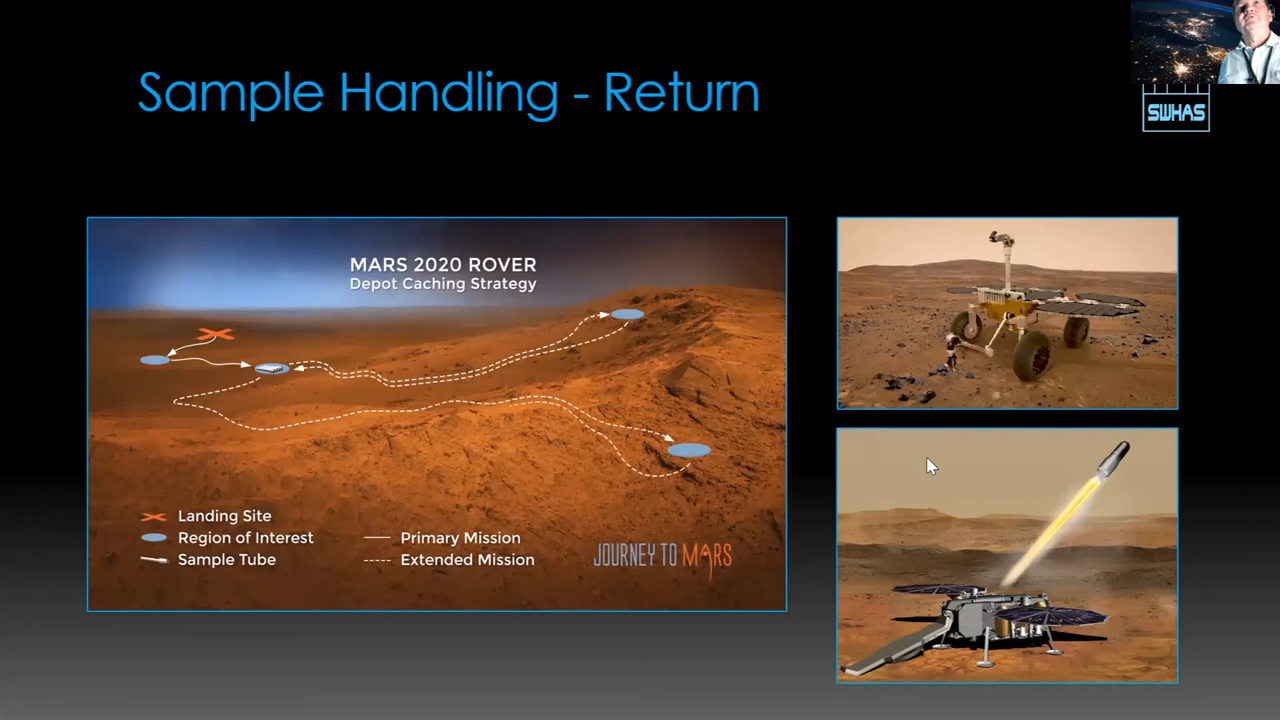 Sample Handling - Return
SWHAS
MARS 2020 ROVER
Depot Caching Strategy
Landing Site
Region of Interest
Sample Tube
Primary Mission
Extended Mission
JOURNEY TO MARS